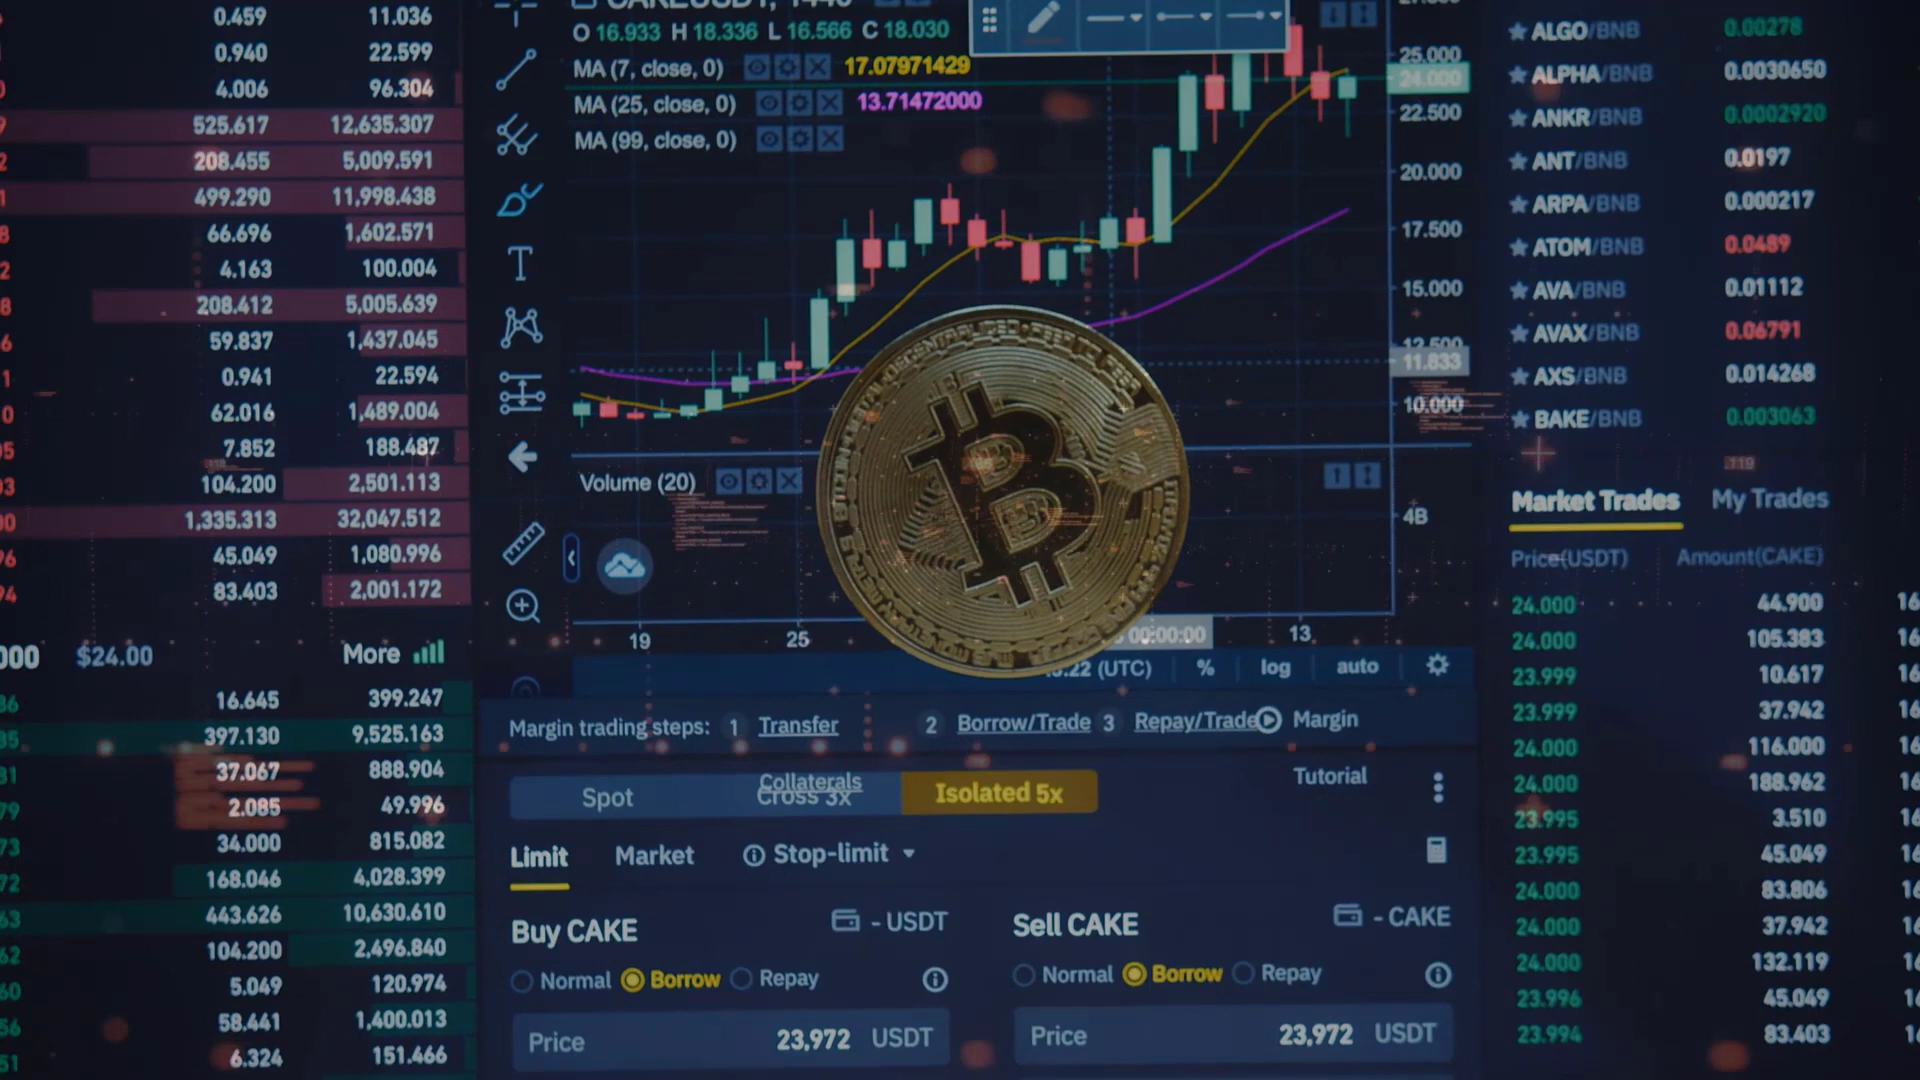 0.459 11.036
0.940 22.599
4.006 96.304
525.617 12,635.307
208.455 5,009.591
499.290 11,998.438
66.696 1,602.571
4.163 100.004
208.412 5,005.639
59.837 1,437.045
0.941 22.594
62.016 1,489.004
7.852 188.487
104.200 2,501.113
1,335.313 32,047.512
45.049 1,080.996
83.403 2,001.172
$24.00 More
16.645 399.247
397.130 9,525.163
37.067 888.904
2.085 49.996
34.000 815.082
168.046 4,028.399
443.626 10,630.610
104.200 2,496.840
5.049 120.974
58.441 1,400.013
6.324 151.466
O 16.933 H 18.336 L 16.566 C 18.030
MA (7, close, 0) 17.07971429
MA (25, close, 0) 13.71472000
MA (99, close, 0)
25.000
24.000
22.500
20.000
17.500
15.000
12.500
11.833
10.000
Volume (20)
4B
19 25 00:00:00 13
(UTC) % log auto
Margin trading steps: 1 Transfer 2 Borrow/Trade 3 Repay/Trade Margin
Collaterals Tutorial
Spot Cross 3x Isolated 5x
Limit Market Stop-limit
Buy CAKE - USDT Sell CAKE - CAKE
Normal Borrow Repay Normal Borrow Repay
Price 23,972 USDT Price 23,972 USDT
ALGO/BNB 0.00278
ALPHA/BNB 0.0030650
ANKR/BNB 0.0002920
ANT/BNB 0.0197
ARPA/BNB 0.000217
ATOM/BNB 0.0489
AVA/BNB 0.01112
AVAX/BNB 0.06791
AXS/BNB 0.014268
BAKE/BNB 0.003063
Market Trades My Trades
Price(USDT) Amount(CAKE)
24.000 44.900
24.000 105.383
23.999 10.617
23.999 37.942
24.000 116.000
24.000 188.962
23.995 3.510
23.995 45.049
24.000 83.806
24.000 37.942
24.000 132.119
23.996 45.049
23.994 83.403